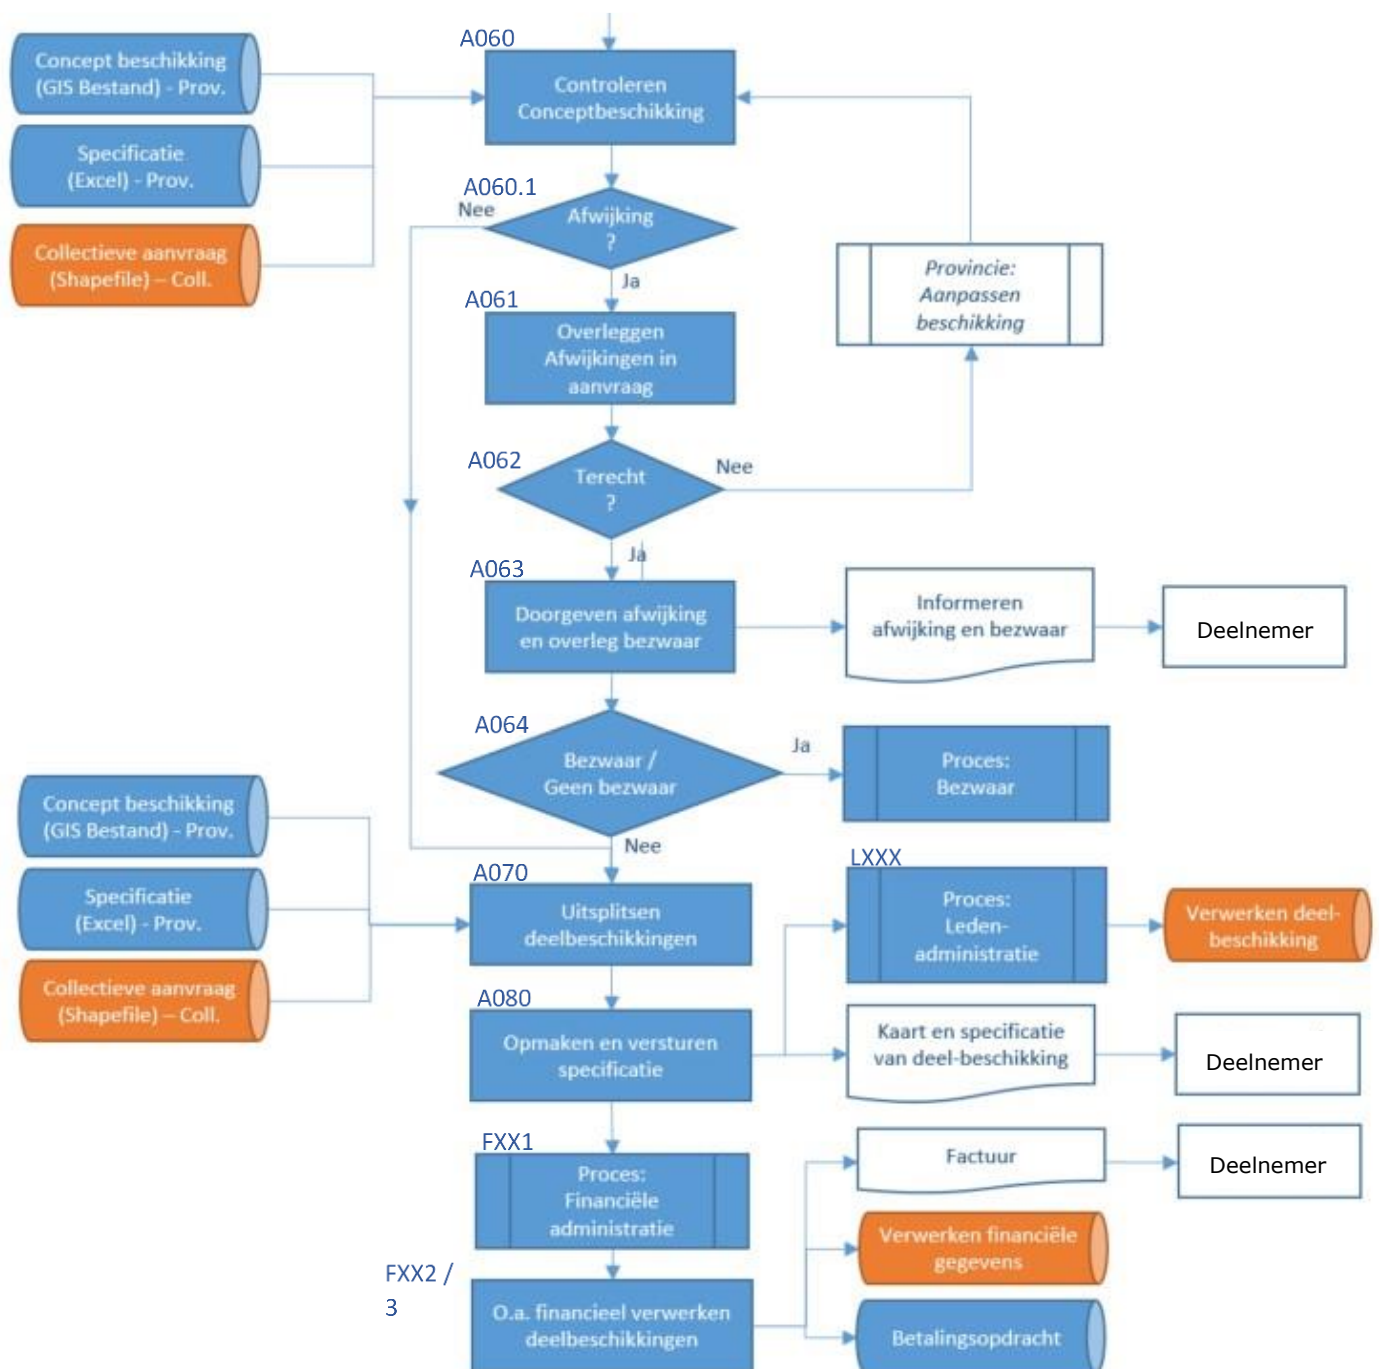 A060
Concept beschikking
(GIS Bestand) - Prov.
Controleren
Conceptbeschikking
Specificatie
(Excel) - Prov.
A060.1
Nee
Afwijking
?
Collectieve aanvraag
(Shapefile) – Coll.
Ja
Provincie:
Aanpassen
beschikking
A061
Overleggen
Afwijkingen in
aanvraag
A062
Terecht
?
Nee
Ja
A063
Doorgeven afwijking
en overleg bezwaar
Informeren
afwijking en bezwaar
Deelnemer
A064
Bezwaar /
Geen bezwaar
Ja
Proces:
Bezwaar
Nee
Concept beschikking
(GIS Bestand) - Prov.
Specificatie
(Excel) - Prov.
Collectieve aanvraag
(Shapefile) – Coll.
A070
Uitsplitsen
deelbeschikkingen
LXXX
Proces:
Leden-
administratie
Verwerken deel-
beschikking
A080
Opmaken en versturen
specificatie
Kaart en specificatie
van deel-beschikking
Deelnemer
FXX1
Proces:
Financiële
administratie
Factuur
Deelnemer
Verwerken financiële
gegevens
FXX2 /
3
O.a. financieel verwerken
deelbeschikkingen
Betalingsopdracht